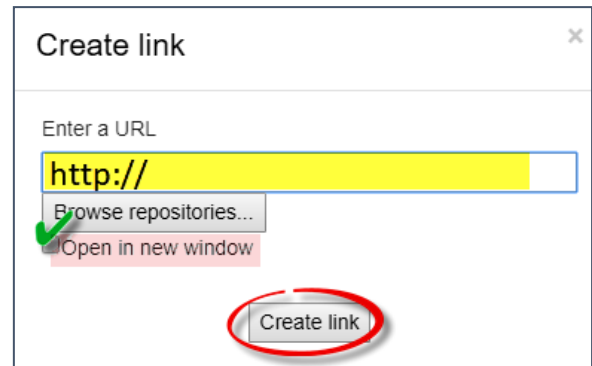 Create link
×
Enter a URL
http://
Browse repositories...
Open in new window
Create link